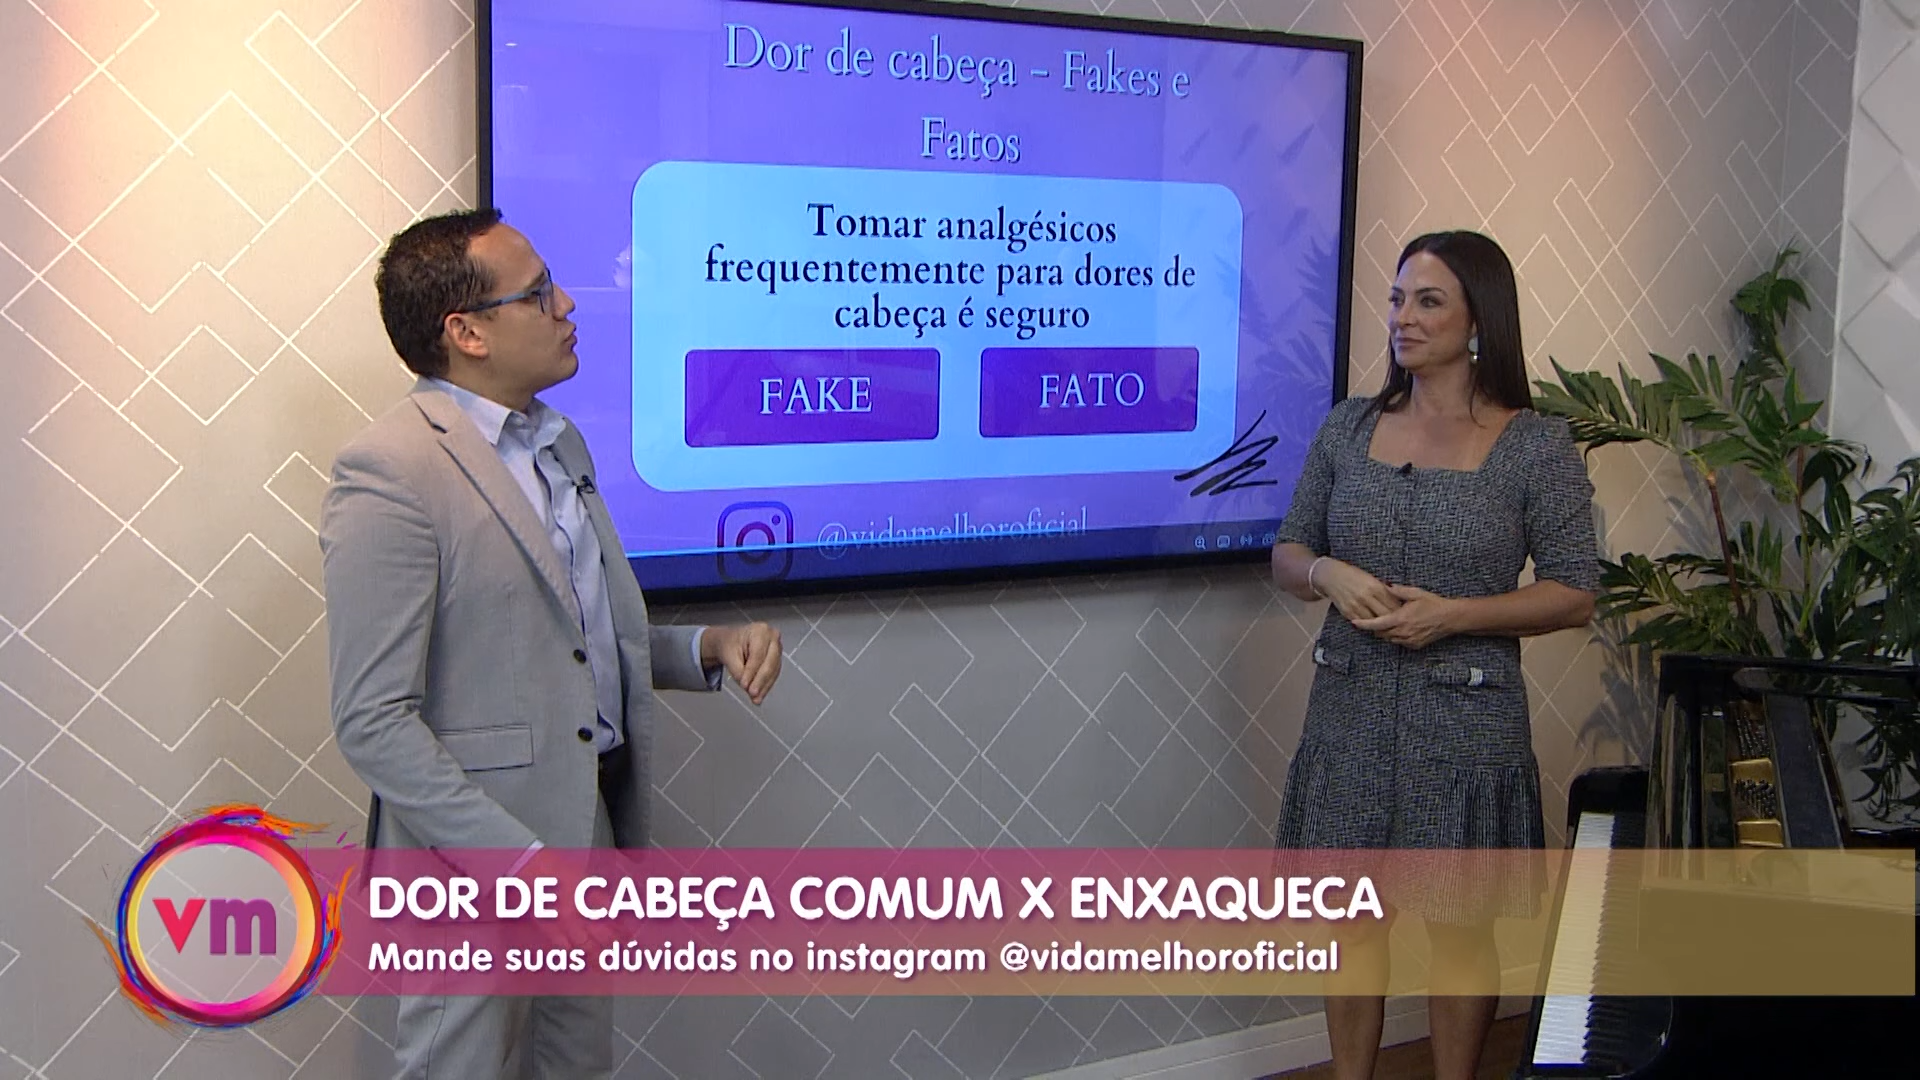 Dor de cabeça - Fakes e
Fatos
Tomar analgésicos
frequentemente para dores de
cabeça é seguro
FAKE
FATO
@vidamelhoroficial
vm
DOR DE CABEÇA COMUM X ENXAQUECA
Mande suas dúvidas no instagram @vidamelhoroficial